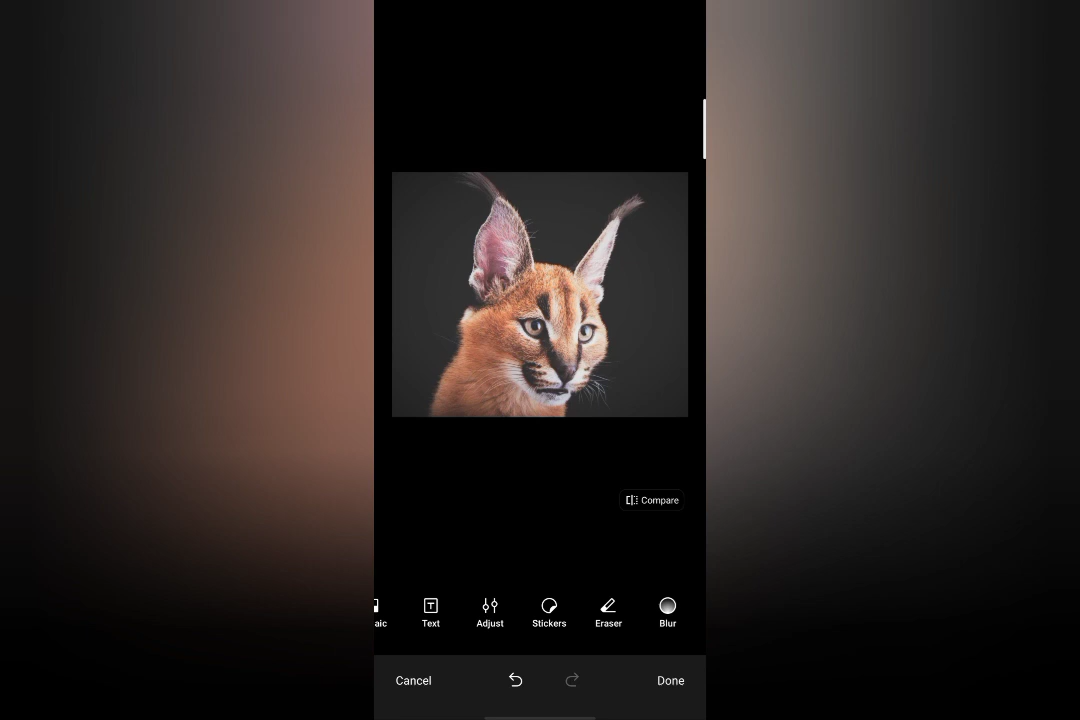 Compare
aic
Text
Adjust
Stickers
Eraser
Blur
Cancel
Done